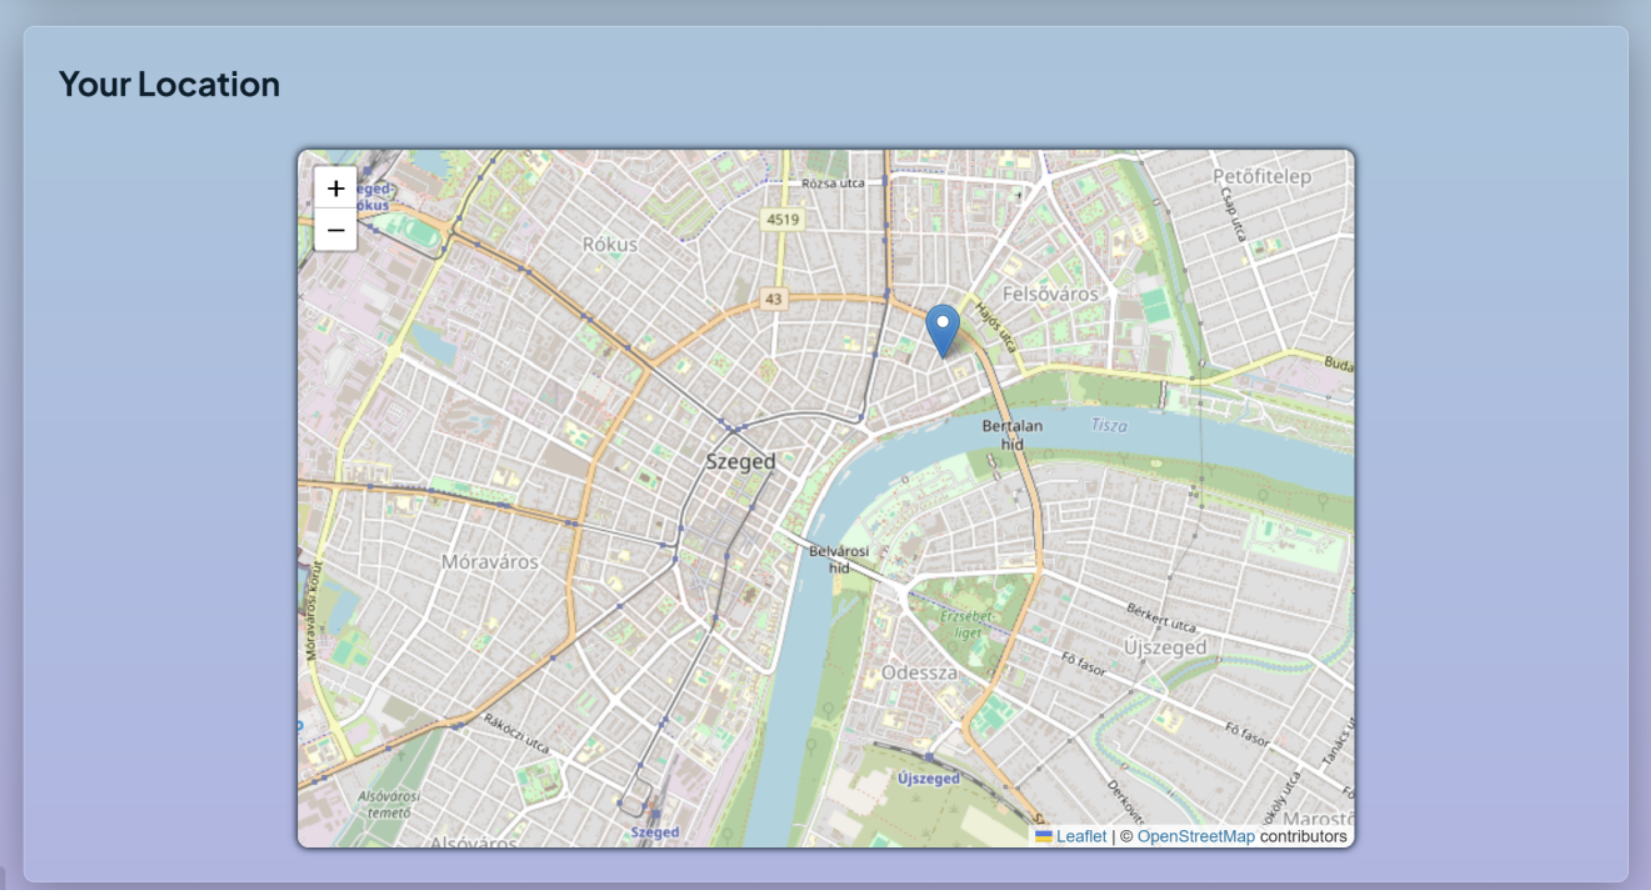 Your Location
+
−
eged-
ókus
Rózsa utca
Petőfitelep
Csap utca
4519
Rókus
43
Felsőváros
Hajós utca
Buda
Bertalan
híd
Tisza
Szeged
Belvárosi
híd
Móraváros
Móravárosi körút
Erzsébet-
liget
Bérkert utca
Újszeged
Fő fasor
Odessza
Rákóczi utca
Fő fasor
Tanács u
Újszeged
Alsóvárosi
temető
Derkovits
Fő
Szeged
Marostő
Alsóváros
Leaflet | © OpenStreetMap contributors